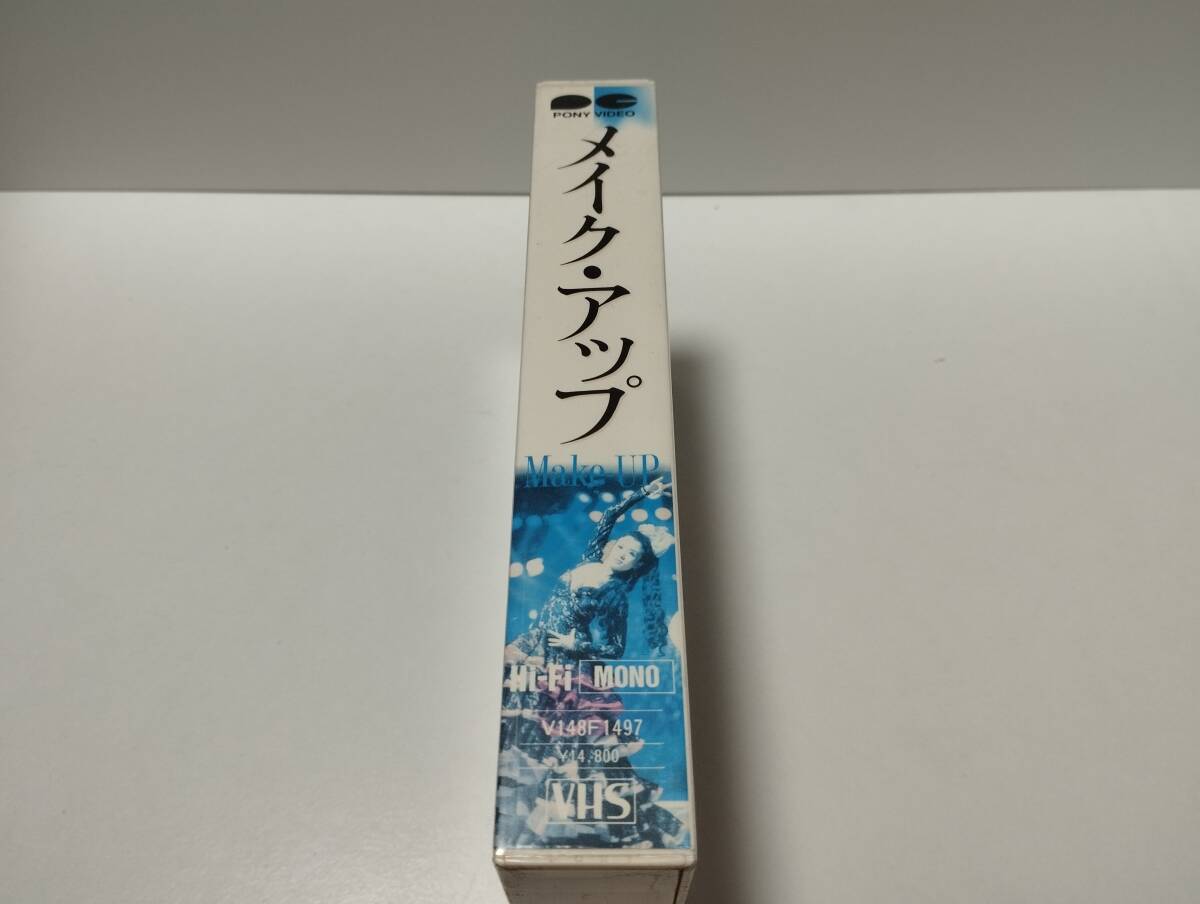 PONY VIDEO
メイク・アップ
Make-UP
Hi-Fi MONO
V148F1497
¥14,800
VHS